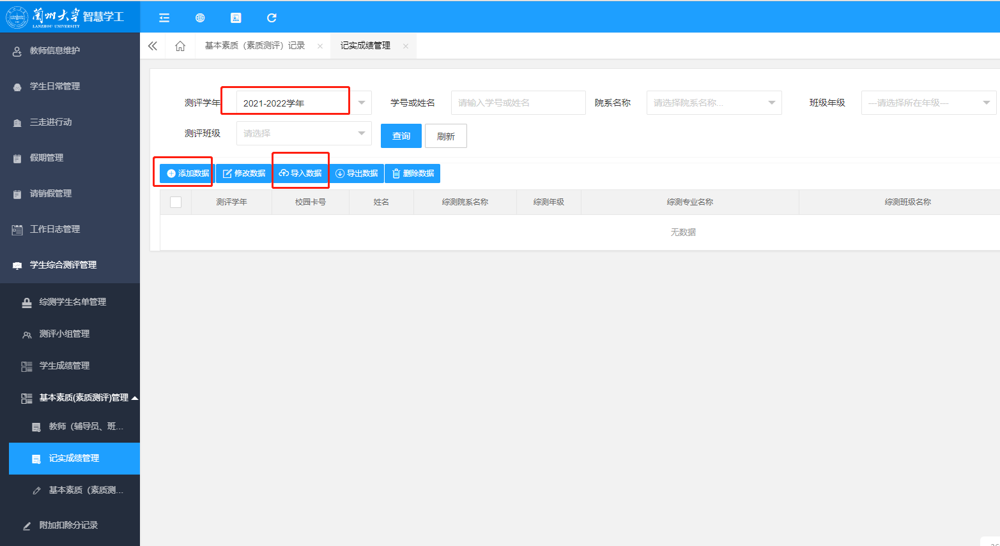 兰州大学 智慧学工
LANZHOU UNIVERSITY
教师信息维护
学生日常管理
三走进行动
假期管理
请销假管理
工作日志管理
学生综合测评管理
综测学生名单管理
测评小组管理
学生成绩管理
基本素质(素质测评)管理
教师（辅导员、班...
记实成绩管理
基本素质（素质测...
附加扣除分记录
基本素质（素质测评）记录
记实成绩管理
测评学年 2021-2022学年 学号或姓名 请输入学号或姓名 院系名称 请选择院系名称... 班级年级 ---请选择所在年级---
测评班级 请选择 查询 刷新
添加数据 修改数据 导入数据 导出数据 删除数据
测评学年 校园卡号 姓名 综测院系名称 综测年级 综测专业名称 综测班级名称
无数据